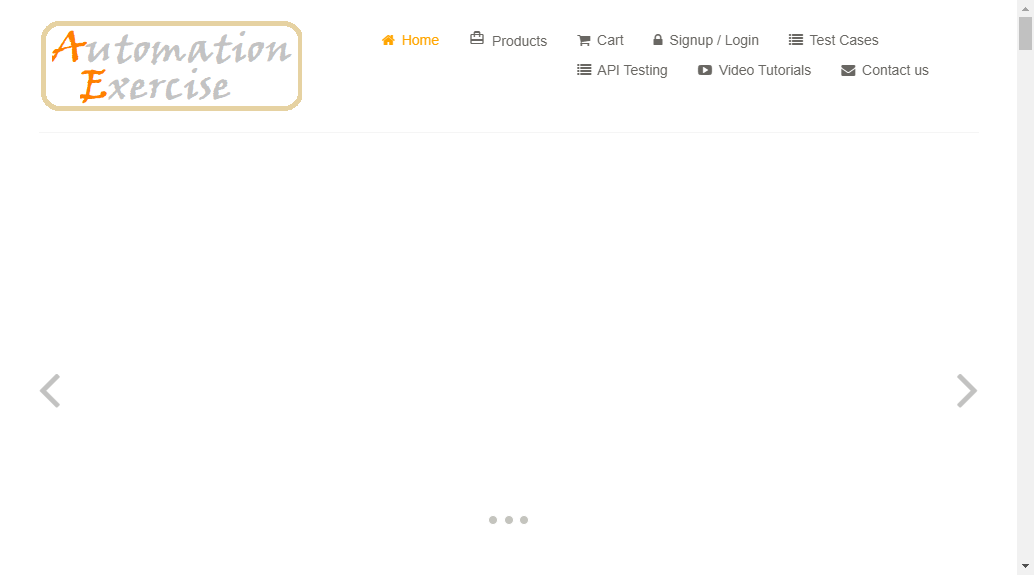 Automation
Exercise
Home Products Cart Signup / Login Test Cases
API Testing Video Tutorials Contact us